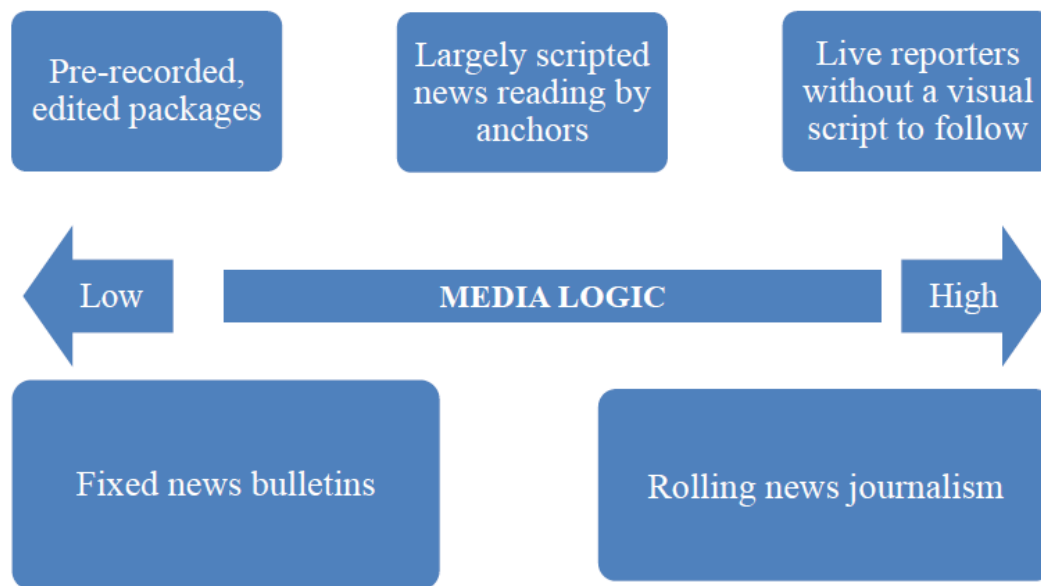 Pre-recorded,
edited packages
Largely scripted
news reading by
anchors
Live reporters
without a visual
script to follow
Low
MEDIA LOGIC
High
Fixed news bulletins
Rolling news journalism